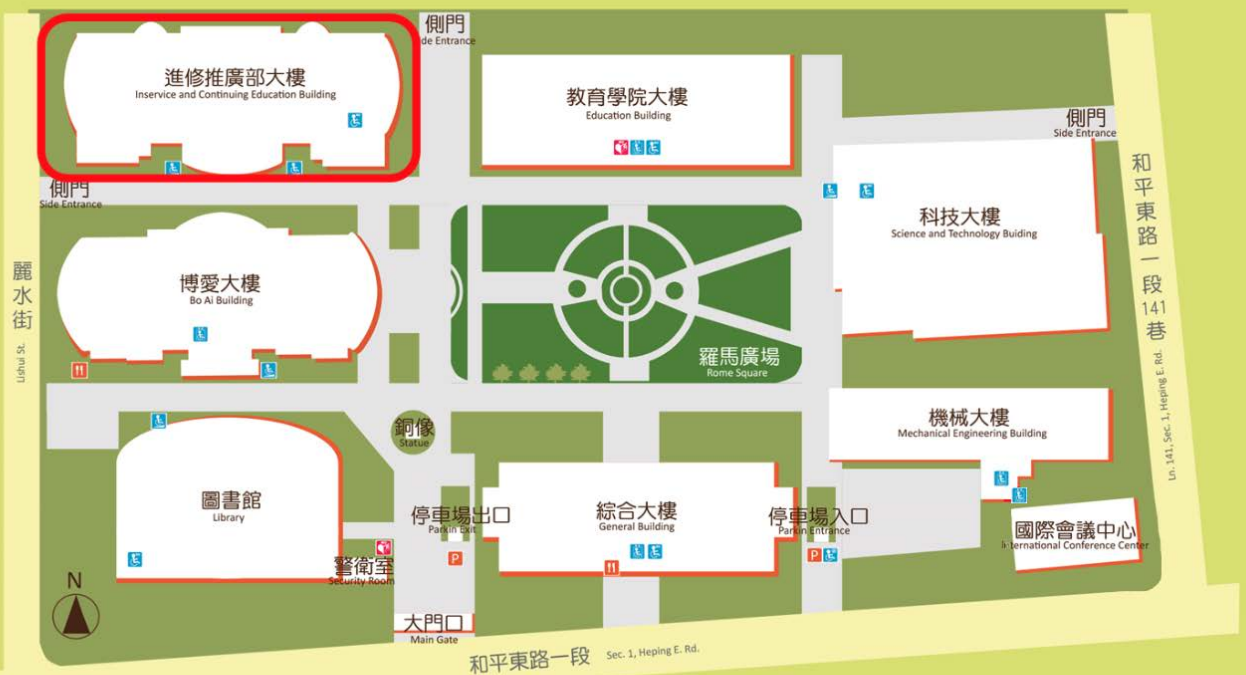 側門
Side Entrance
進修推廣部大樓
Inservice and Continuing Education Building
教育學院大樓
Education Building
側門
Side Entrance
側門
Side Entrance
科技大樓
Science and Technology Buiding
和平東路一段141巷
Ln. 141, Sec. 1, Heping E. Rd.
麗水街
Lishui St.
博愛大樓
Bo Ai Building
羅馬廣場
Rome Square
銅像
Statue
機械大樓
Mechanical Engineering Building
圖書館
Library
停車場出口
Parkin Exit
P
綜合大樓
General Building
停車場入口
Parkin Entrance
P
國際會議中心
International Conference Center
警衛室
Security Room
N
大門口
Main Gate
和平東路一段 Sec. 1, Heping E. Rd.